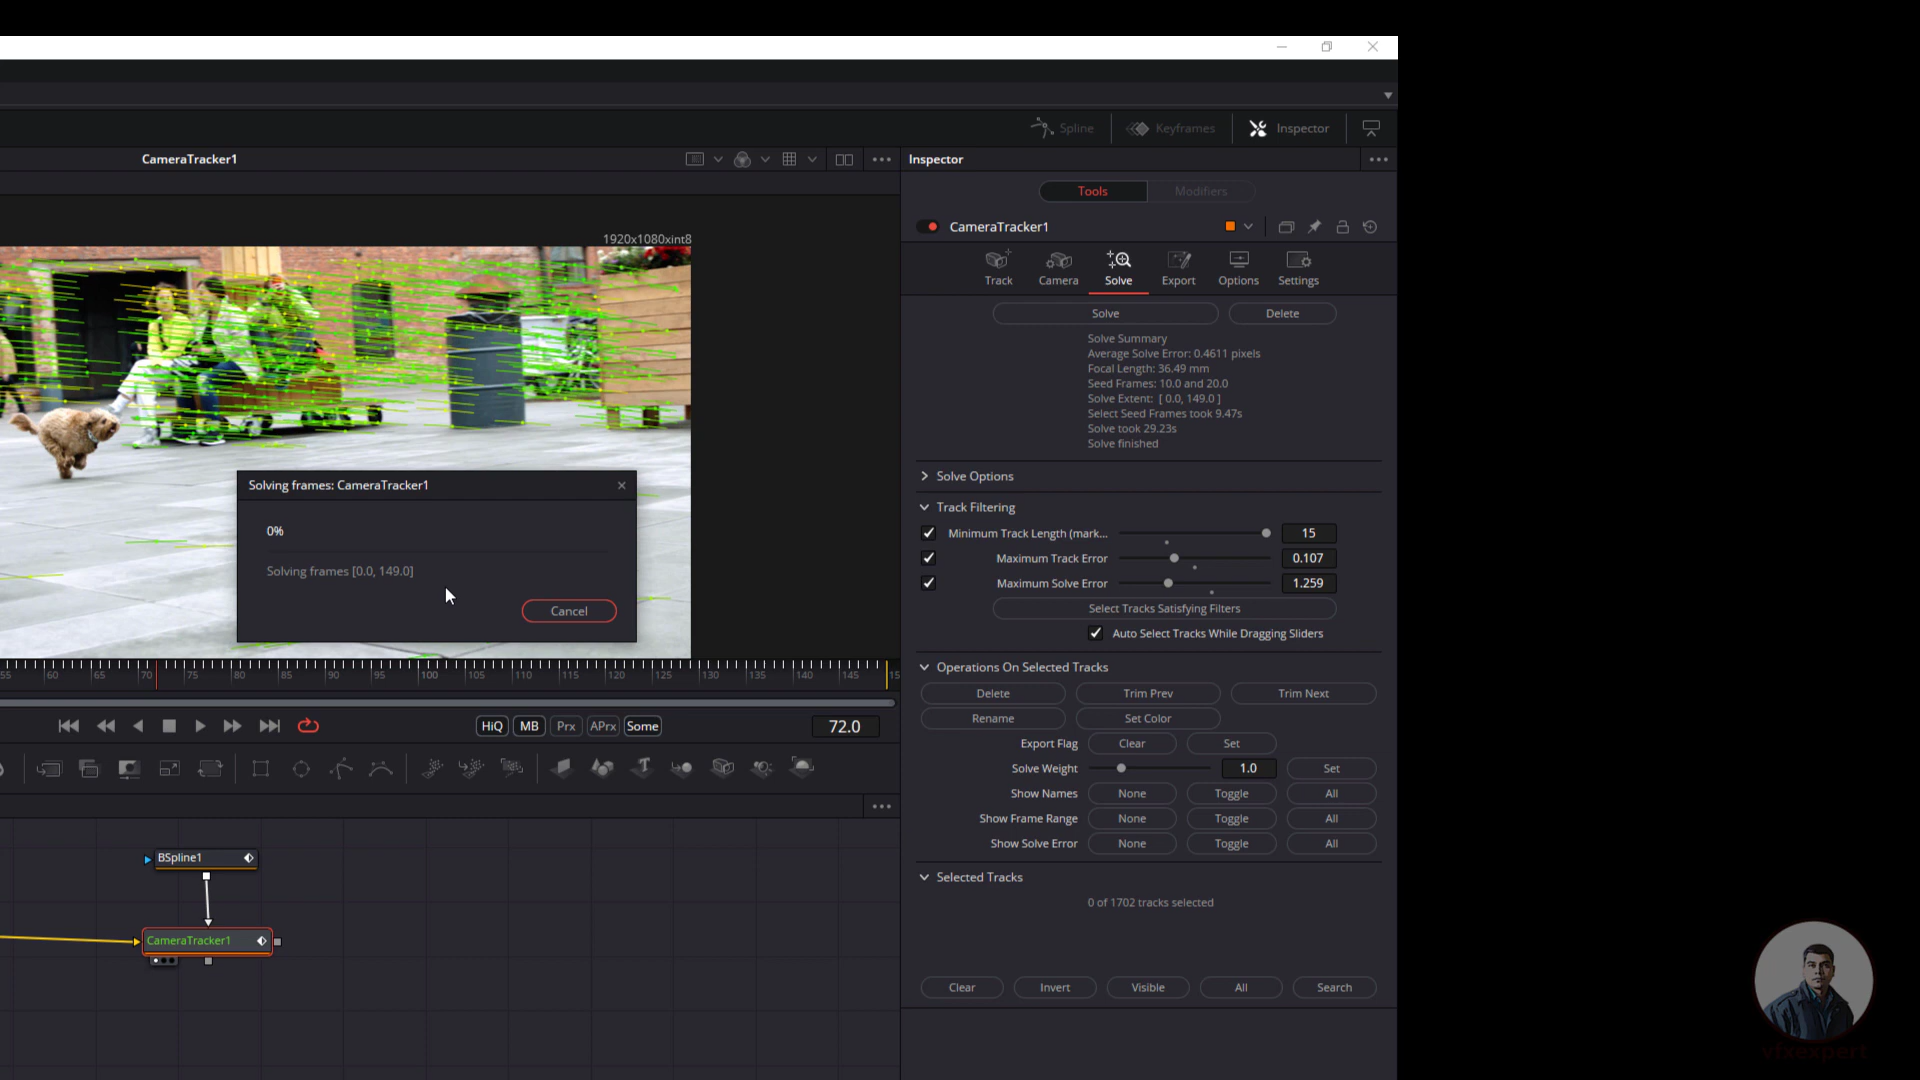 Spline
Keyframes
Inspector
CameraTracker1
Inspector
Tools
Modifiers
CameraTracker1
1920x1080xint8
Track
Camera
Solve
Export
Options
Settings
Solve
Delete
Solve Summary
Average Solve Error: 0.4611 pixels
Focal Length: 36.49 mm
Seed Frames: 10.0 and 20.0
Solve Extent: [ 0.0, 149.0 ]
Select Seed Frames took 9.47s
Solve took 29.23s
Solve finished
Solve Options
Solving frames: CameraTracker1
0%
Solving frames [0.0, 149.0]
Cancel
Track Filtering
Minimum Track Length (mark... 15
Maximum Track Error 0.107
Maximum Solve Error 1.259
Select Tracks Satisfying Filters
Auto Select Tracks While Dragging Sliders
Operations On Selected Tracks
Delete Trim Prev Trim Next
Rename Set Color
Export Flag Clear Set
Solve Weight 1.0 Set
Show Names None Toggle All
Show Frame Range None Toggle All
Show Solve Error None Toggle All
Selected Tracks
0 of 1702 tracks selected
Clear Invert Visible All Search
55 60 65 70 75 80 85 90 95 100 105 110 115 120 125 130 135 140 145 15
HiQ MB Prx APrx Some
72.0
BSpline1
CameraTracker1
vfxexpert